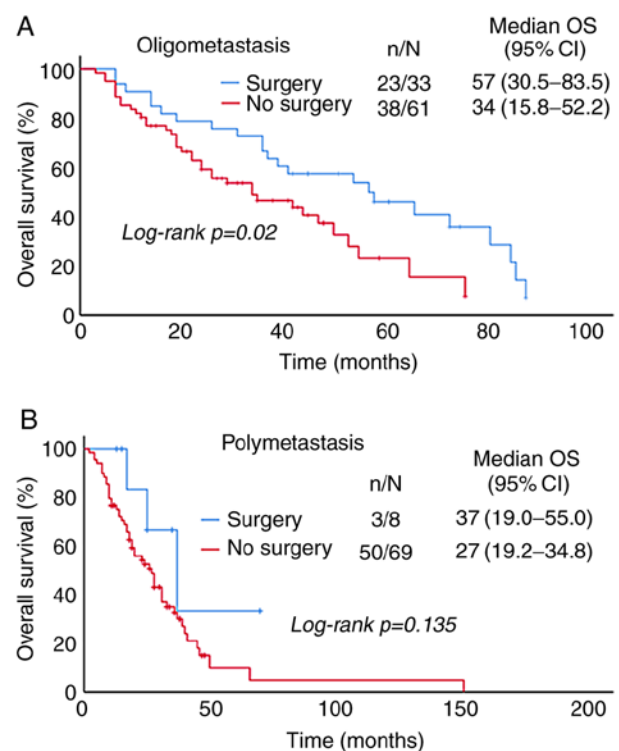 A
Oligometastasis n/N Median OS (95% CI)
Surgery 23/33 57 (30.5–83.5)
No surgery 38/61 34 (15.8–52.2)
Log-rank p=0.02
Overall survival (%)
100
80
60
40
20
0
0 20 40 60 80 100
Time (months)
B
Polymetastasis n/N Median OS (95% CI)
Surgery 3/8 37 (19.0–55.0)
No surgery 50/69 27 (19.2–34.8)
Log-rank p=0.135
Overall survival (%)
100
80
60
40
20
0
0 50 100 150 200
Time (months)